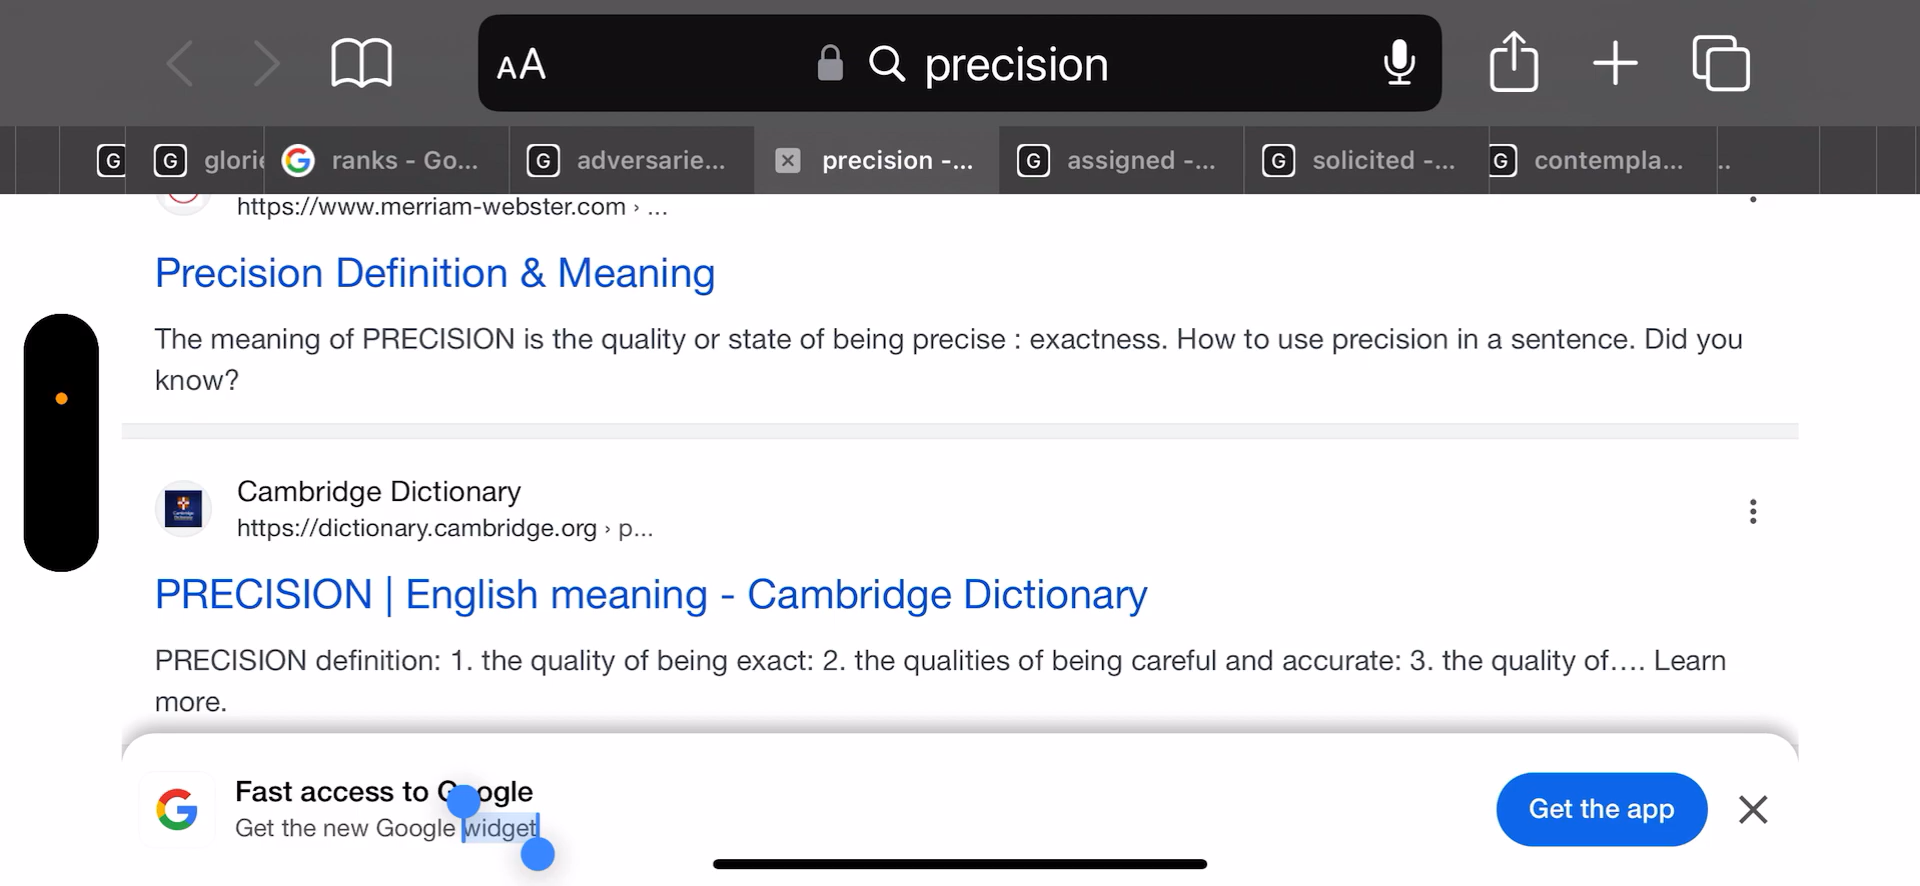 AA precision
G
G glorie
ranks - Go...
G adversarie...
precision -...
G assigned -...
G solicited -...
G contempla...
..
https://www.merriam-webster.com › ...
Precision Definition & Meaning
The meaning of PRECISION is the quality or state of being precise : exactness. How to use precision in a sentence. Did you
know?
Cambridge Dictionary
https://dictionary.cambridge.org › p...
PRECISION | English meaning - Cambridge Dictionary
PRECISION definition: 1. the quality of being exact: 2. the qualities of being careful and accurate: 3. the quality of.... Learn
more.
Fast access to Google
Get the new Google widget
Get the app